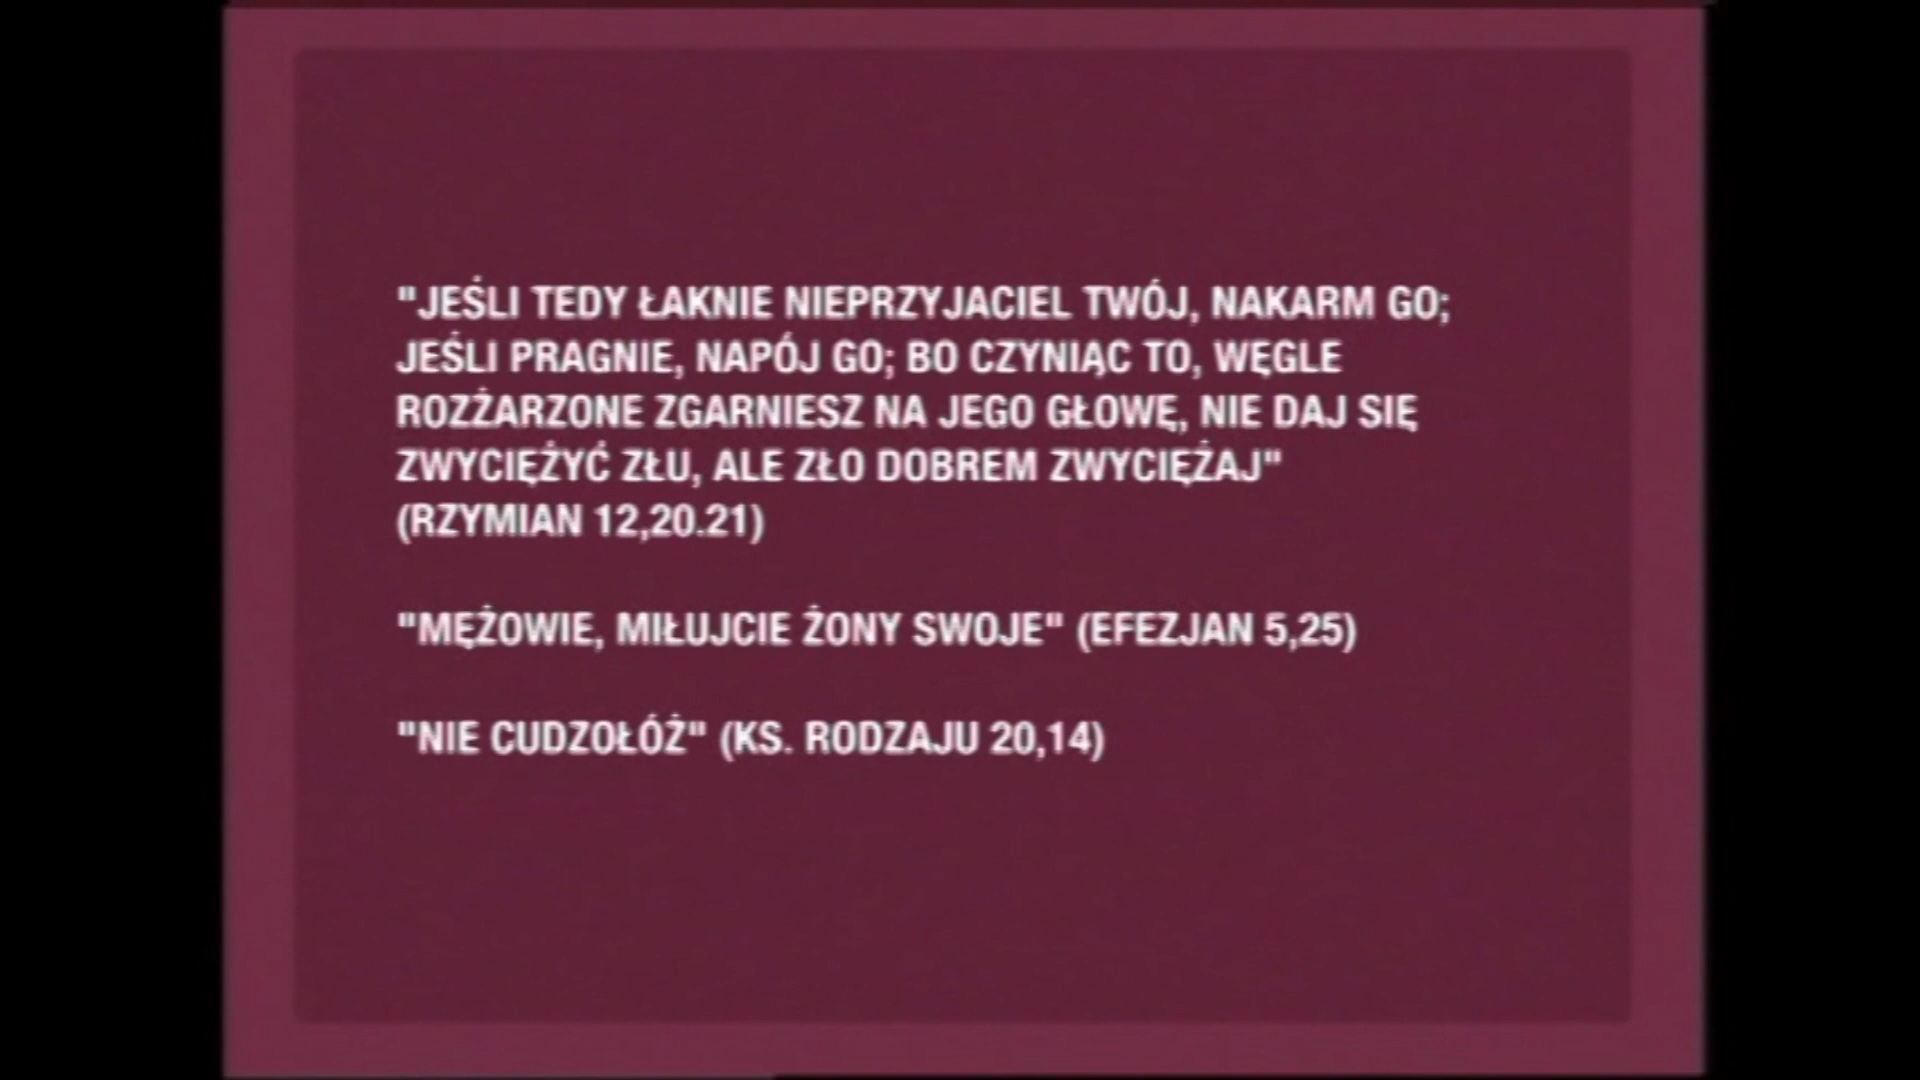 "JEŚLI TEDY ŁAKNIE NIEPRZYJACIEL TWÓJ, NAKARM GO;
JEŚLI PRAGNIE, NAPÓJ GO; BO CZYNIĄC TO, WĘGLE
ROZŻARZONE ZGARNIESZ NA JEGO GŁOWĘ, NIE DAJ SIĘ
ZWYCIĘŻYĆ ZŁU, ALE ZŁO DOBREM ZWYCIĘŻAJ"
(RZYMIAN 12,20.21)
"MĘŻOWIE, MIŁUJCIE ŻONY SWOJE" (EFEZJAN 5,25)
"NIE CUDZOŁÓŻ" (KS. RODZAJU 20,14)